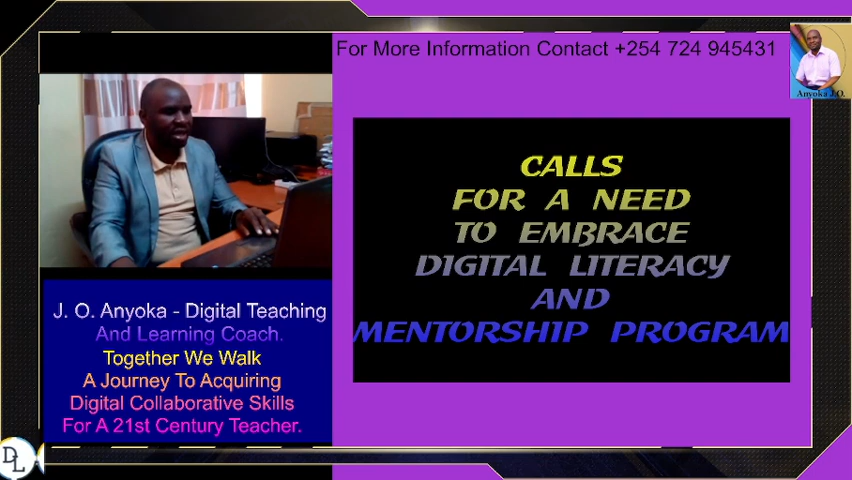 For More Information Contact +254 724 945431
Anyoka J.O.
CALLS
FOR A NEED
TO EMBRACE
DIGITAL LITERACY
AND
MENTORSHIP PROGRAM
J. O. Anyoka - Digital Teaching
And Learning Coach.
Together We Walk
A Journey To Acquiring
Digital Collaborative Skills
For A 21st Century Teacher.
DL